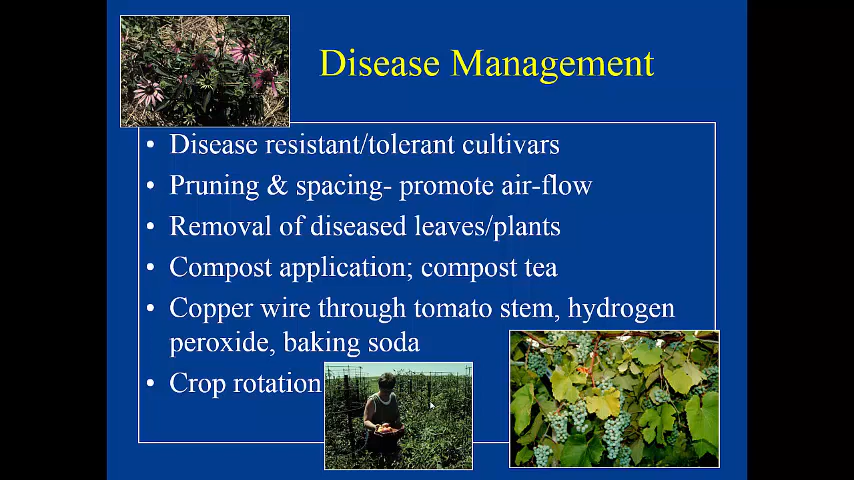 Disease Management
• Disease resistant/tolerant cultivars
• Pruning & spacing- promote air-flow
• Removal of diseased leaves/plants
• Compost application; compost tea
• Copper wire through tomato stem, hydrogen
peroxide, baking soda
• Crop rotation